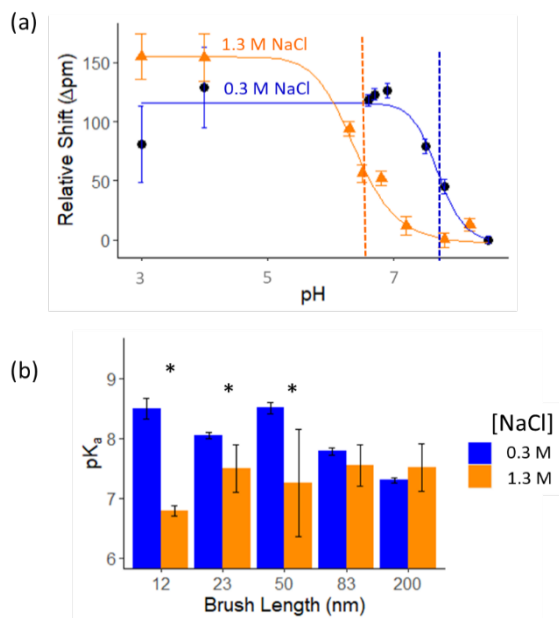 (a)
1.3 M NaCl
0.3 M NaCl
150
100
50
0
Relative Shift (Δpm)
3 5 7
pH
(b)
* * *
9
8
7
6
pKa
12 23 50 83 200
Brush Length (nm)
[NaCl]
0.3 M
1.3 M